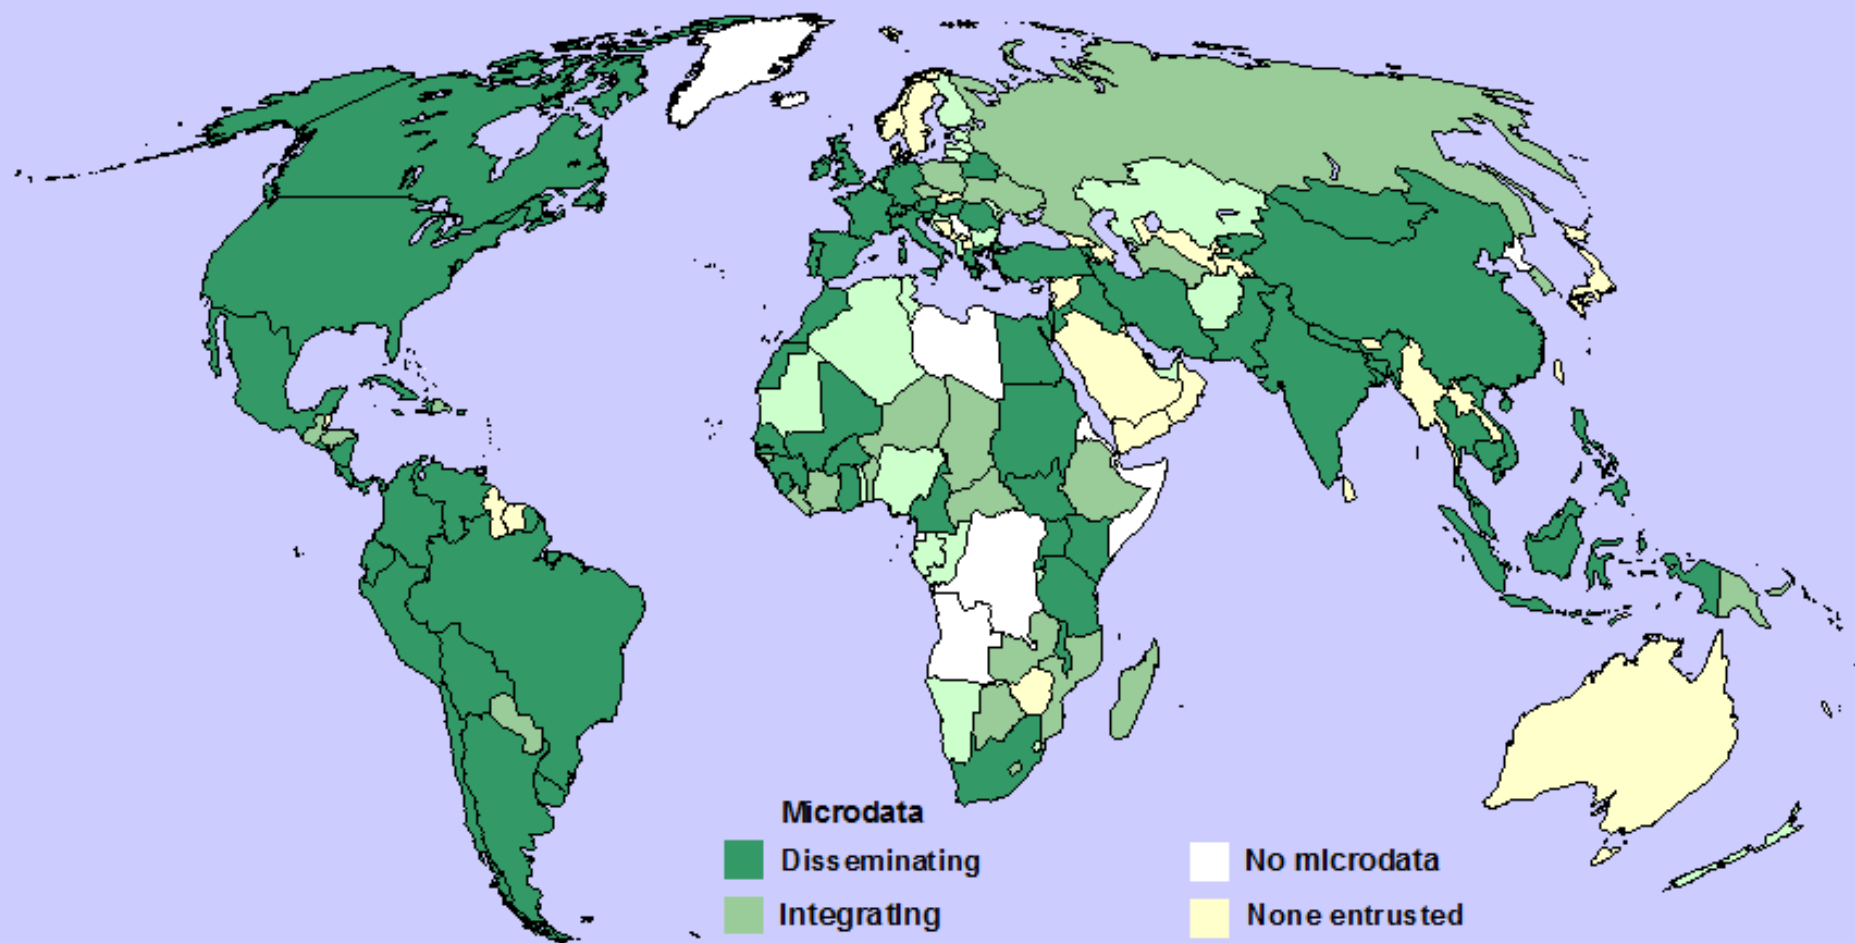 Microdata
Disseminating
Integrating
No microdata
None entrusted